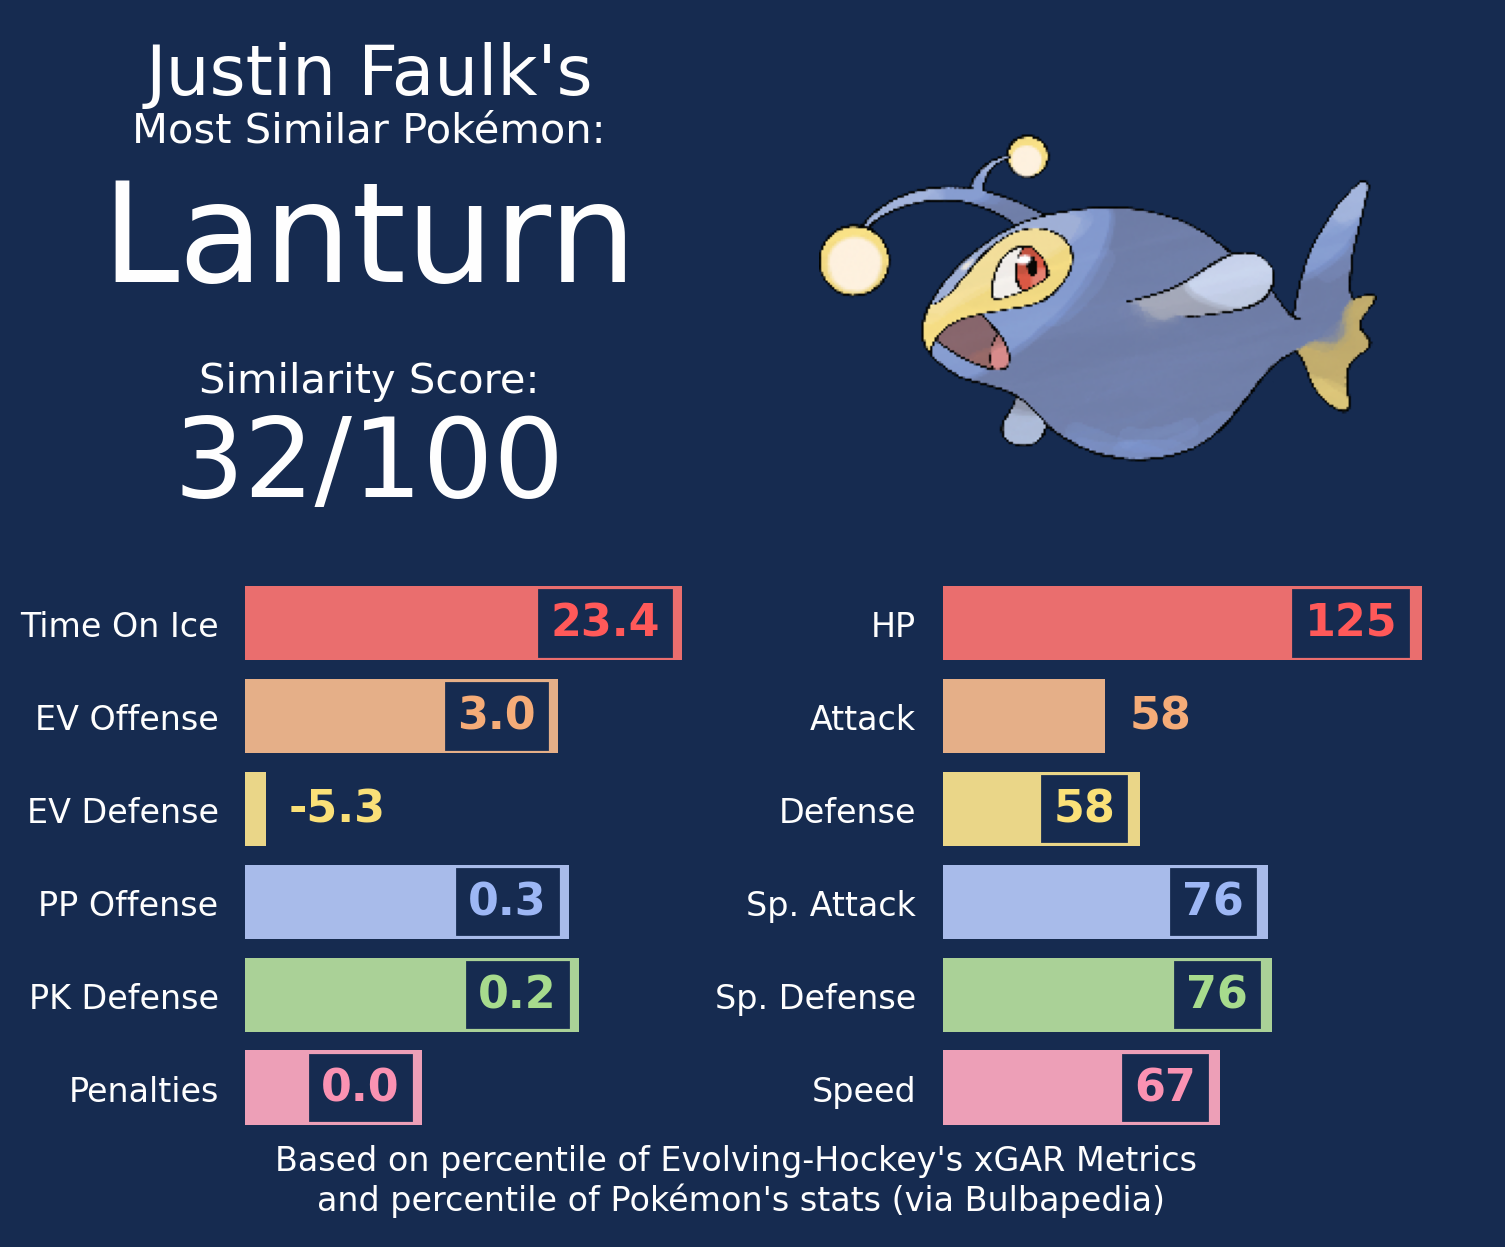 Justin Faulk's
Most Similar Pokémon:
Lanturn
Similarity Score:
32/100
Time On Ice 23.4
EV Offense 3.0
EV Defense -5.3
PP Offense 0.3
PK Defense 0.2
Penalties 0.0
HP 125
Attack 58
Defense 58
Sp. Attack 76
Sp. Defense 76
Speed 67
Based on percentile of Evolving-Hockey's xGAR Metrics
and percentile of Pokémon's stats (via Bulbapedia)